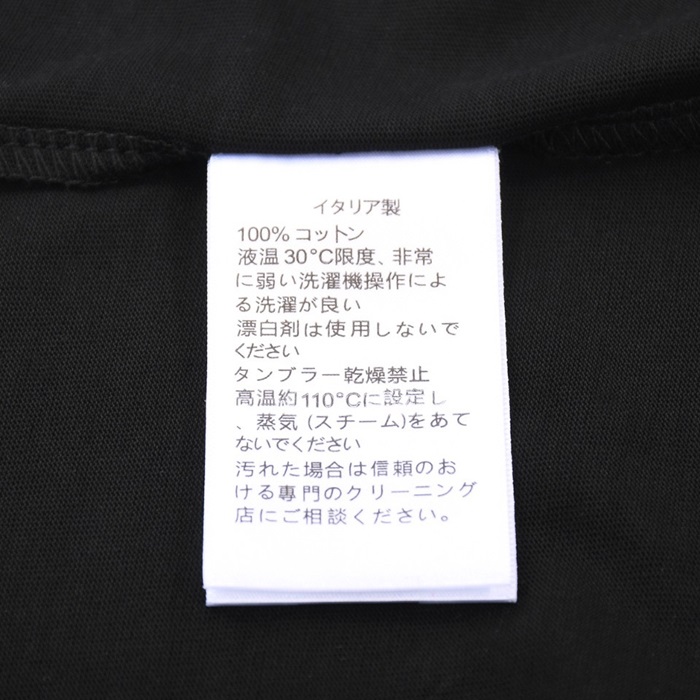 イタリア製
100% コットン
液温30°C限度、非常
に弱い洗濯機操作によ
る洗濯が良い
漂白剤は使用しないで
ください
タンブラー乾燥禁止
高温約110°Cに設定し
、蒸気 (スチーム)をあて
ないでください
汚れた場合は信頼のお
ける専門のクリーニング
店にご相談ください。